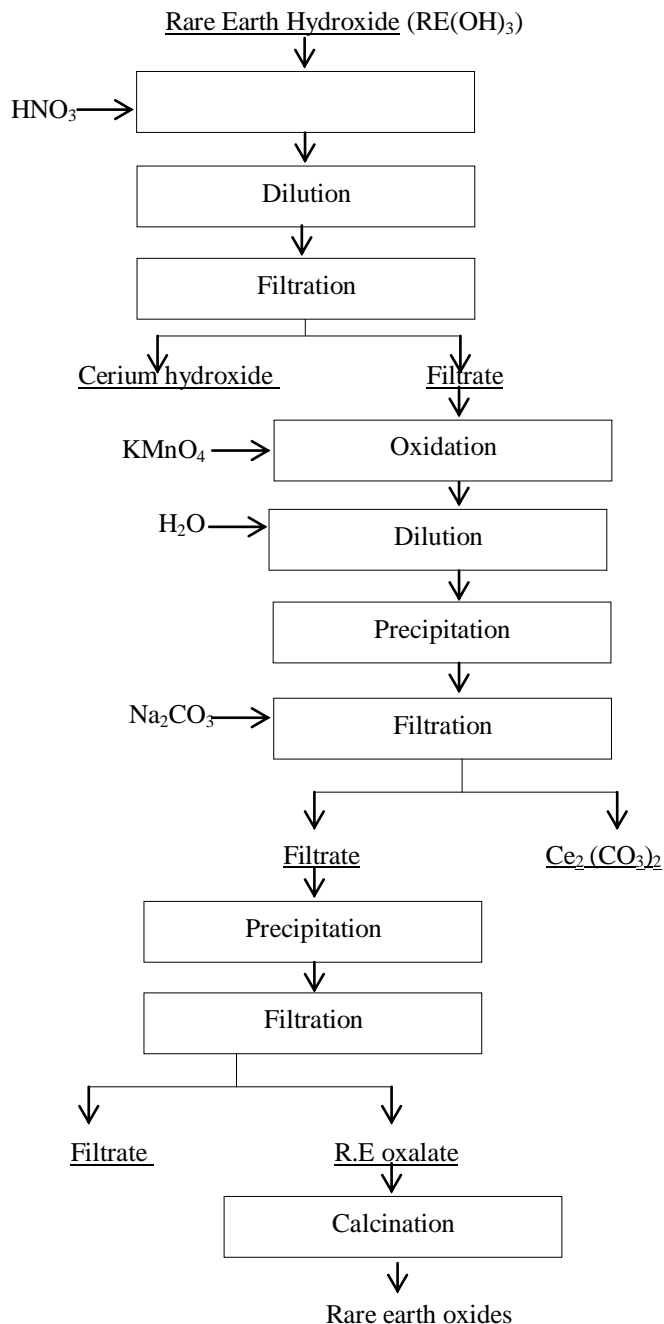 Rare Earth Hydroxide (RE(OH)₃)
HNO₃
Dilution
Filtration
Cerium hydroxide
Filtrate
KMnO₄
Oxidation
H₂O
Dilution
Precipitation
Na₂CO₃
Filtration
Filtrate
Ce₂ (CO₃)₂
Precipitation
Filtration
Filtrate
R.E oxalate
Calcination
Rare earth oxides